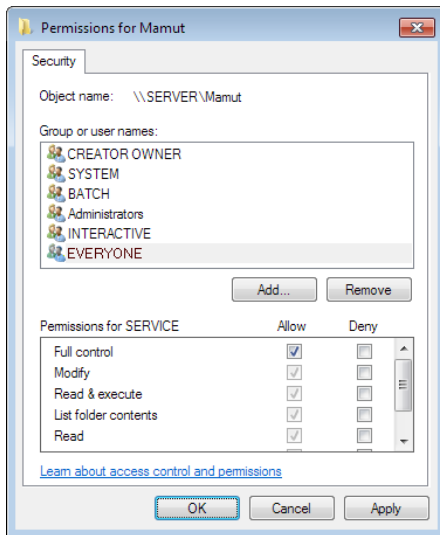 Permissions for Mamut
Security
Object name: \\SERVER\Mamut
Group or user names:
CREATOR OWNER
SYSTEM
BATCH
Administrators
INTERACTIVE
EVERYONE
Add... Remove
Permissions for SERVICE Allow Deny
Full control
Modify
Read & execute
List folder contents
Read
Learn about access control and permissions
OK Cancel Apply